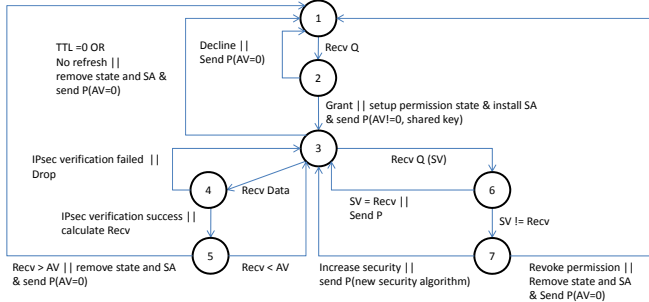 1
TTL =0 OR
No refresh ||
remove state and SA &
send P(AV=0)
Decline ||
Send P(AV=0)
Recv Q
2
Grant || setup permission state & install SA
& send P(AV!=0, shared key)
3
IPsec verification failed ||
Drop
Recv Q (SV)
4
Recv Data
6
SV = Recv ||
Send P
IPsec verification success ||
calculate Recv
SV != Recv
5
7
Recv > AV || remove state and SA
& send P(AV=0)
Recv < AV
Increase security ||
send P(new security algorithm)
Revoke permission ||
Remove state and SA
& Send P(AV=0)